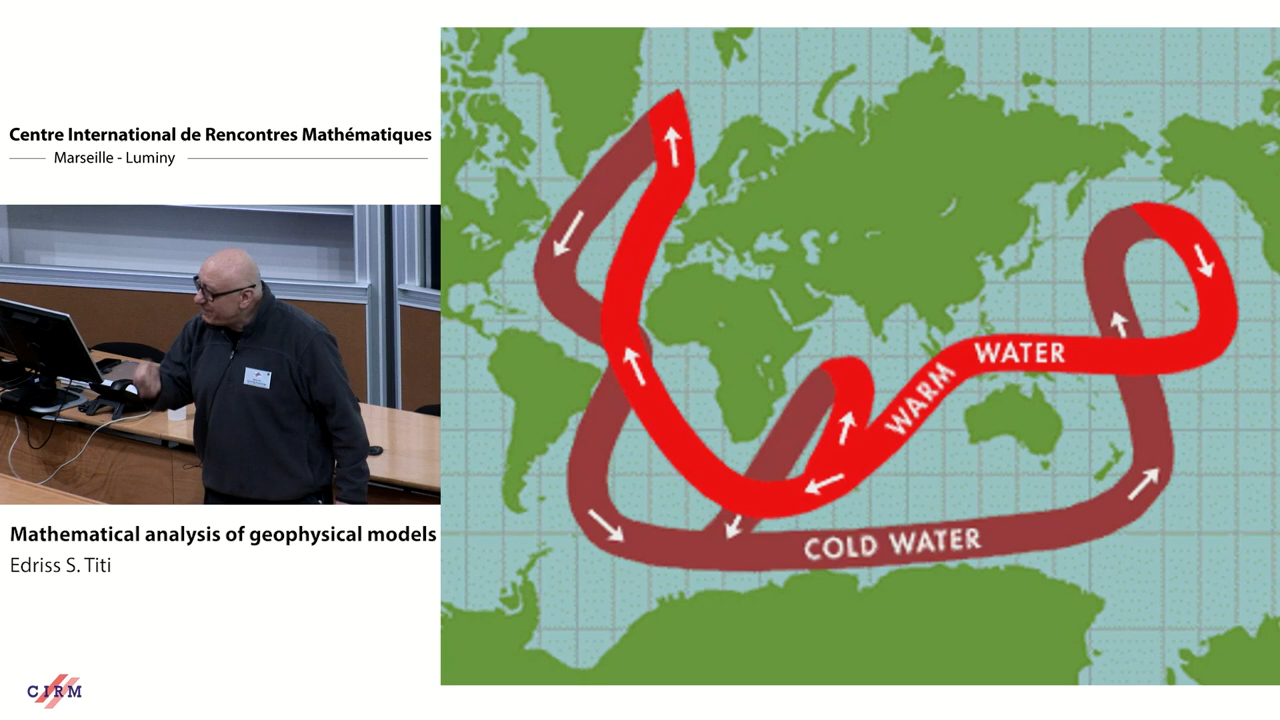 Centre International de Rencontres Mathématiques
Marseille - Luminy
Mathematical analysis of geophysical models
Edriss S. Titi
CIRM
WATER
WARM
COLD WATER